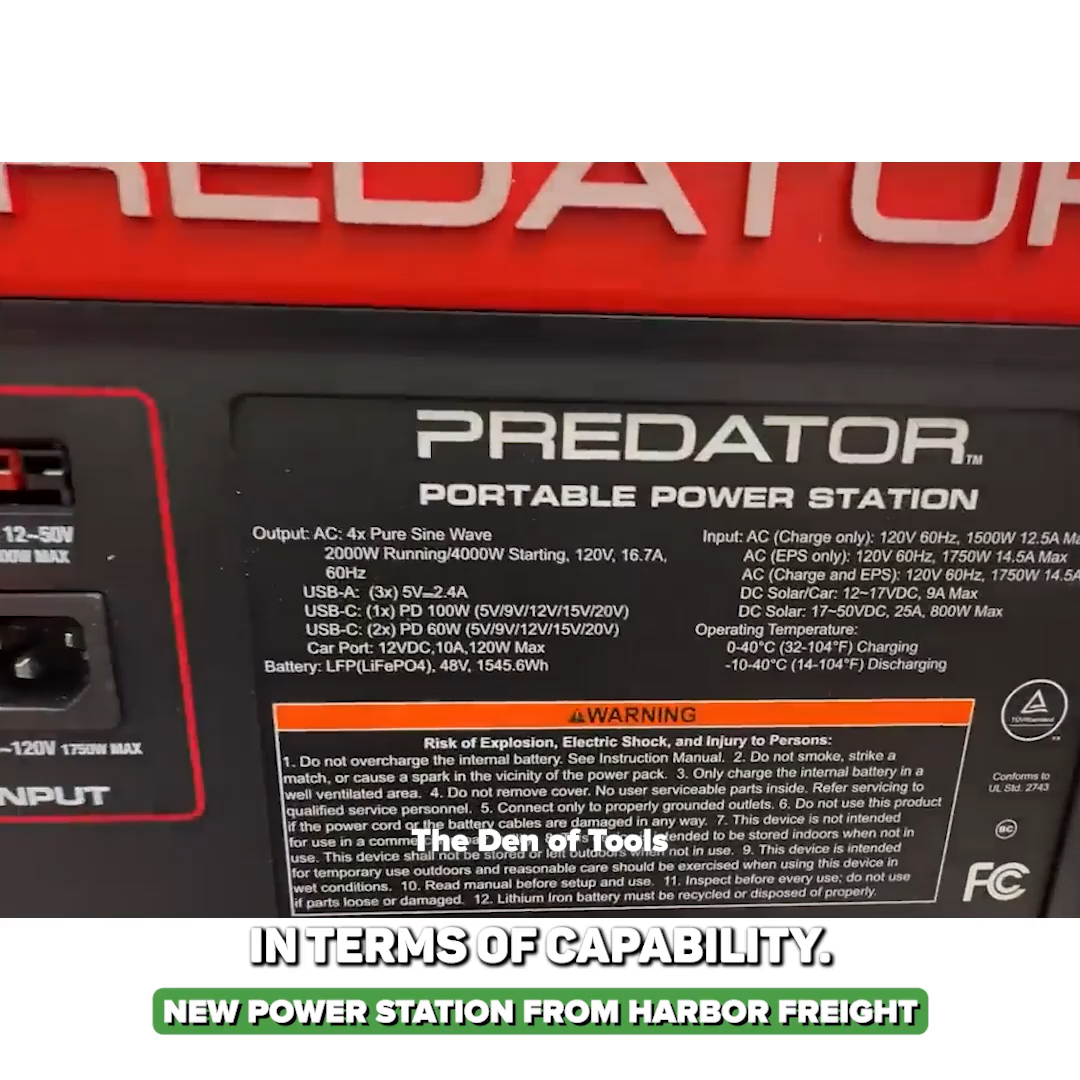 REDATOR
PREDATOR™
PORTABLE POWER STATION
12~50V
MAX
~120V 1750W MAX
NPUT
Output: AC: 4x Pure Sine Wave
2000W Running/4000W Starting, 120V, 16.7A,
60Hz
USB-A: (3x) 5V⎓2.4A
USB-C: (1x) PD 100W (5V/9V/12V/15V/20V)
USB-C: (2x) PD 60W (5V/9V/12V/15V/20V)
Car Port: 12VDC,10A,120W Max
Battery: LFP(LiFePO4), 48V, 1545.6Wh
Input: AC (Charge only): 120V 60Hz, 1500W 12.5A Ma
AC (EPS only): 120V 60Hz, 1750W 14.5A Max
AC (Charge and EPS): 120V 60Hz, 1750W 14.5A
DC Solar/Car: 12~17VDC, 9A Max
DC Solar: 17~50VDC, 25A, 800W Max
Operating Temperature:
0-40°C (32-104°F) Charging
-10-40°C (14-104°F) Discharging
⚠WARNING
Risk of Explosion, Electric Shock, and Injury to Persons:
1. Do not overcharge the internal battery. See Instruction Manual. 2. Do not smoke, strike a
match, or cause a spark in the vicinity of the power pack. 3. Only charge the internal battery in a
well ventilated area. 4. Do not remove cover. No user serviceable parts inside. Refer servicing to
qualified service personnel. 5. Connect only to properly grounded outlets. 6. Do not use this product
if the power cord or the battery cables are damaged in any way. 7. This device is not intended
for use in a comme tended to be stored indoors when not in
use. This device shall not be stored or left outdoors when not in use. 9. This device is intended
for temporary use outdoors and reasonable care should be exercised when using this device in
wet conditions. 10. Read manual before setup and use. 11. Inspect before every use; do not use
if parts loose or damaged. 12. Lithium Iron battery must be recycled or disposed of properly.
Conforms to
UL Std. 2743
BC
FC
The Den of Tools
IN TERMS OF CAPABILITY.
NEW POWER STATION FROM HARBOR FREIGHT